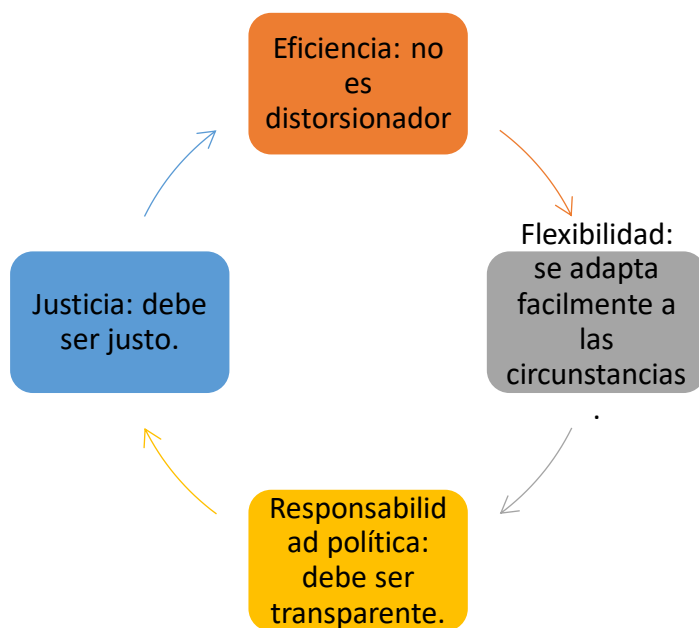 Eficiencia: no
es
distorsionador
Flexibilidad:
se adapta
facilmente a
las
circunstancias
.
Responsabilid
ad política:
debe ser
transparente.
Justicia: debe
ser justo.